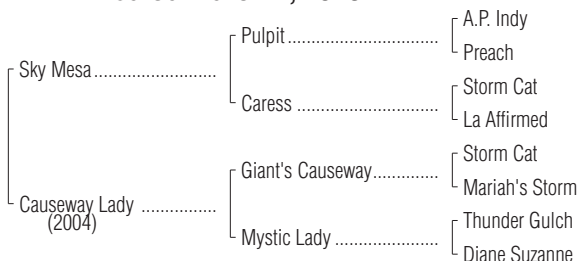 A.P. Indy
Pulpit
Preach
Sky Mesa
Storm Cat
Caress
La Affirmed
Storm Cat
Giant's Causeway
Mariah's Storm
Causeway Lady
(2004)
Thunder Gulch
Mystic Lady
Diane Suzanne